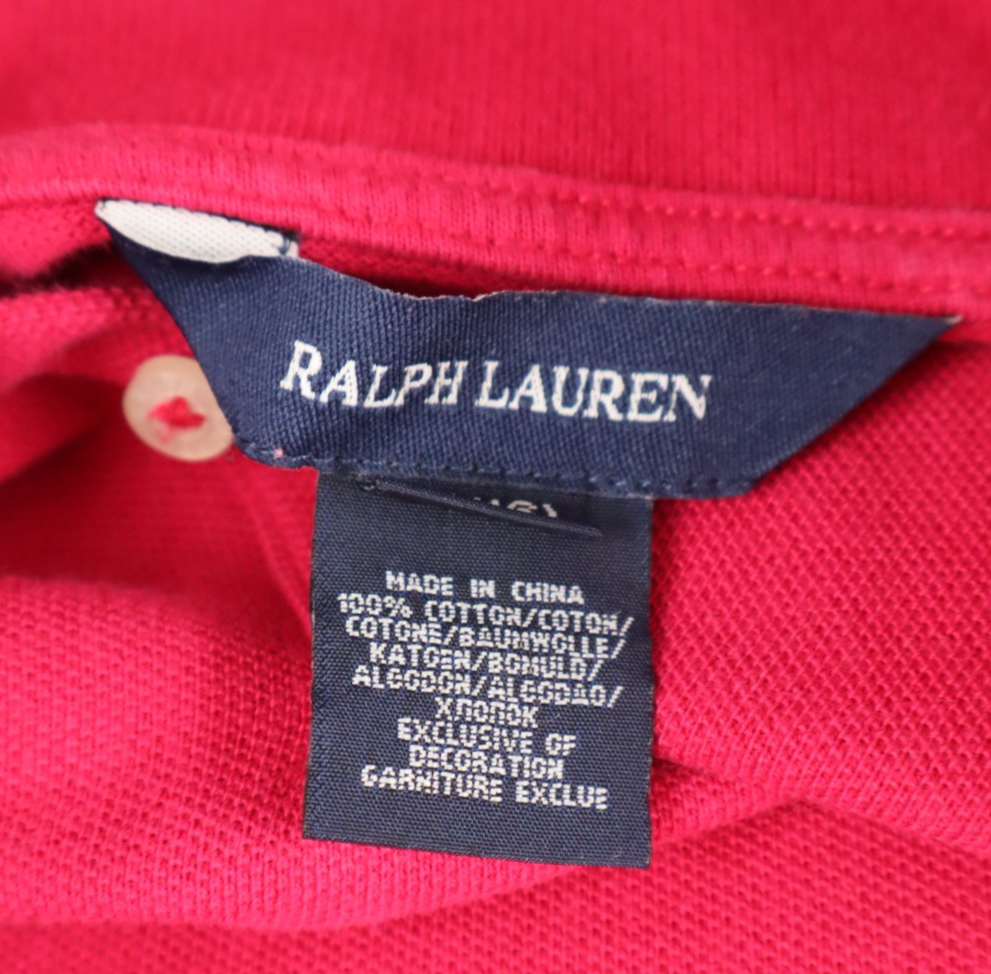 RALPH LAUREN
MADE IN CHINA
100% COTTON/COTON/
COTONE/BAUMWOLLE/
KATOEN/BOMULD/
ALGODON/ALGODAO/
ХЛОПОК
EXCLUSIVE OF
DECORATION
GARNITURE EXCLUE